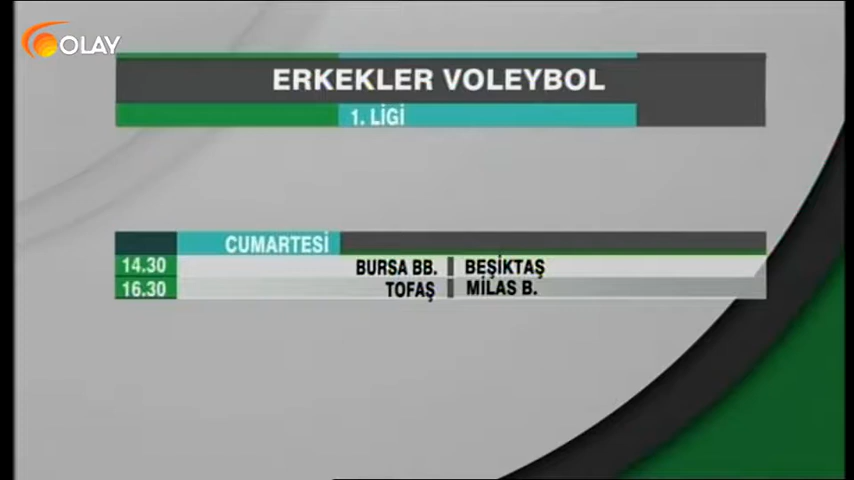 OLAY
ERKEKLER VOLEYBOL
1. LİGİ
CUMARTESİ
14.30 BURSA BB. BEŞİKTAŞ
16.30 TOFAŞ MİLAS B.